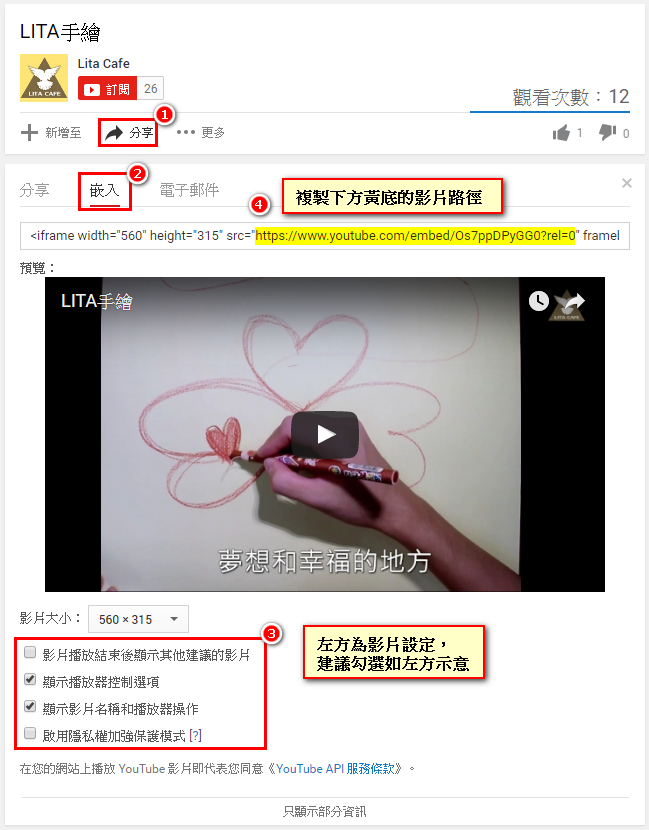 LITA手繪
LITA CAFE
Lita Cafe
訂閱 26
觀看次數：12
1
新增至 分享 更多 1 0
2
分享 嵌入 電子郵件
4 複製下方黃底的影片路徑
<iframe width="560" height="315" src="https://www.youtube.com/embed/Os7ppDPyGG0?rel=0" framel
預覽：
LITA手繪
LITA CAFE
夢想和幸福的地方
影片大小： 560 × 315
3
影片播放結束後顯示其他建議的影片
顯示播放器控制選項
顯示影片名稱和播放器操作
啟用隱私權加強保護模式 [?]
左方為影片設定，
建議勾選如左方示意
在您的網站上播放 YouTube 影片即代表您同意《YouTube API 服務條款》。
只顯示部分資訊